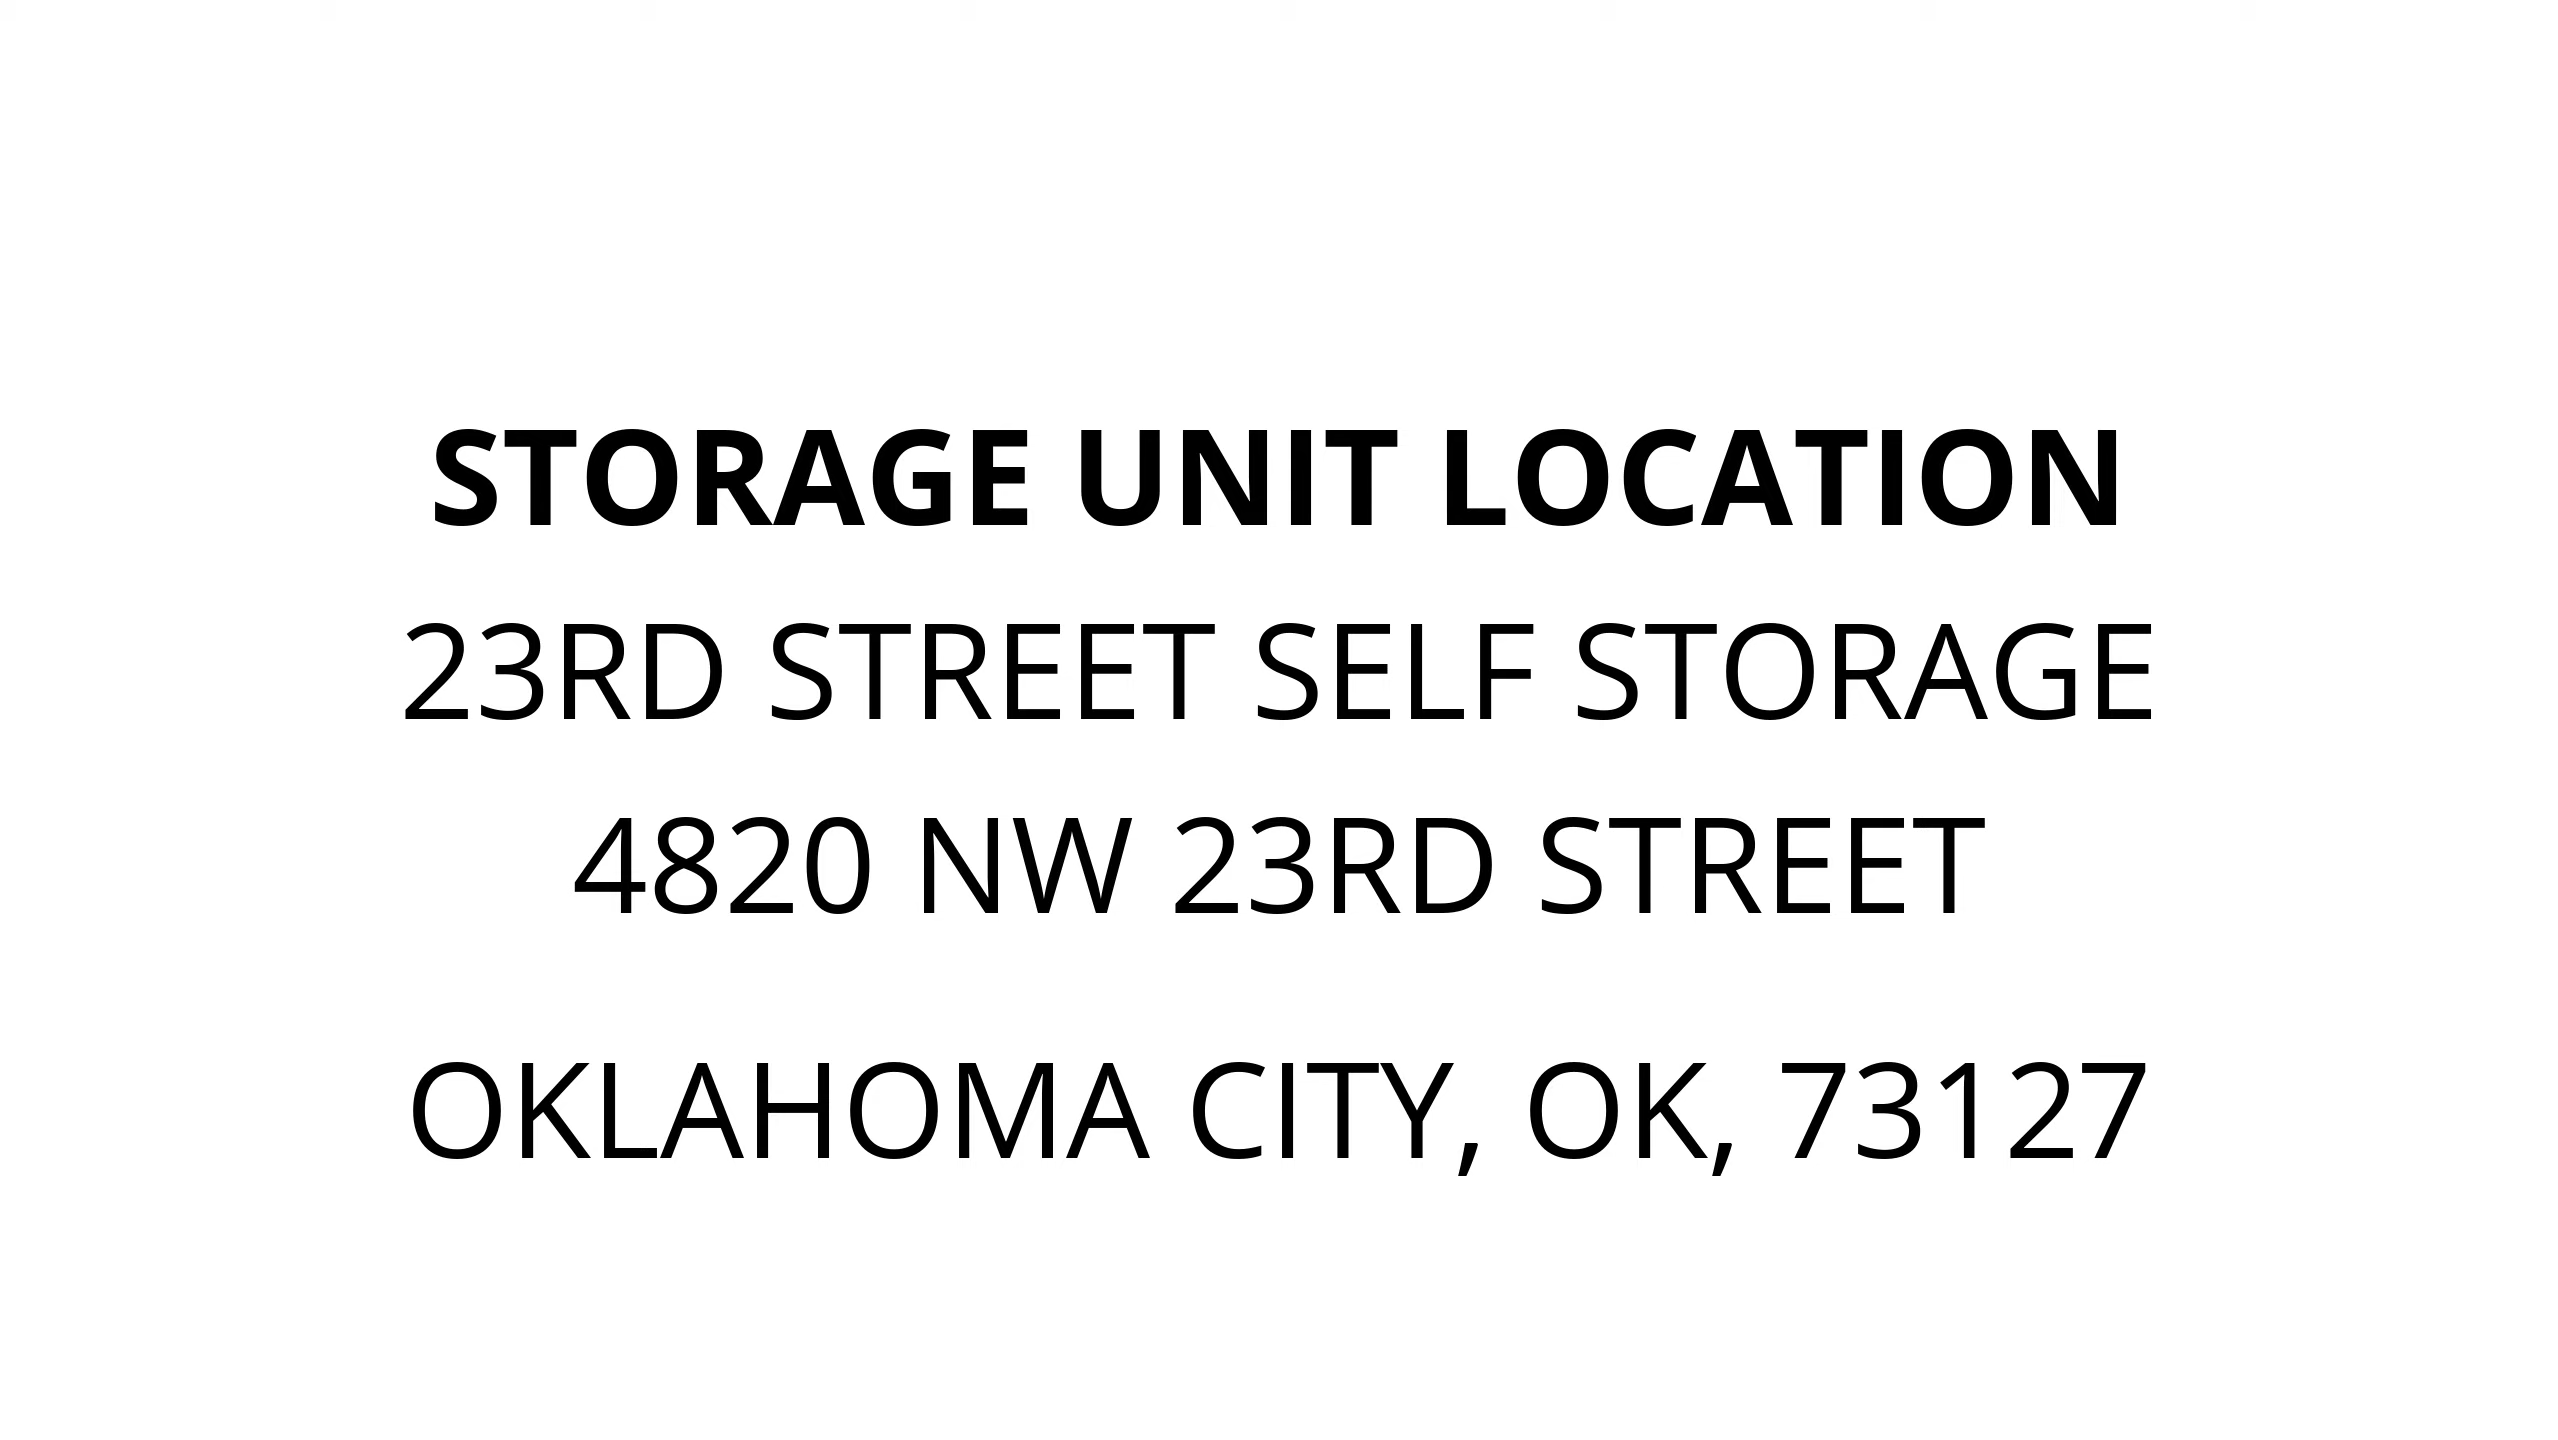 STORAGE UNIT LOCATION
23RD STREET SELF STORAGE
4820 NW 23RD STREET
OKLAHOMA CITY, OK, 73127